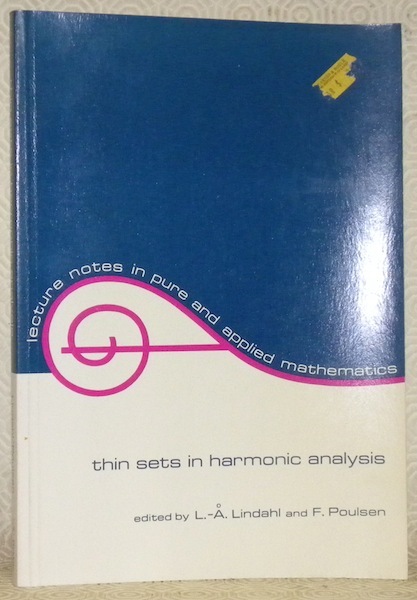 lecture notes in pure and applied mathematics
thin sets in harmonic analysis
edited by L.-Å. Lindahl and F. Poulsen